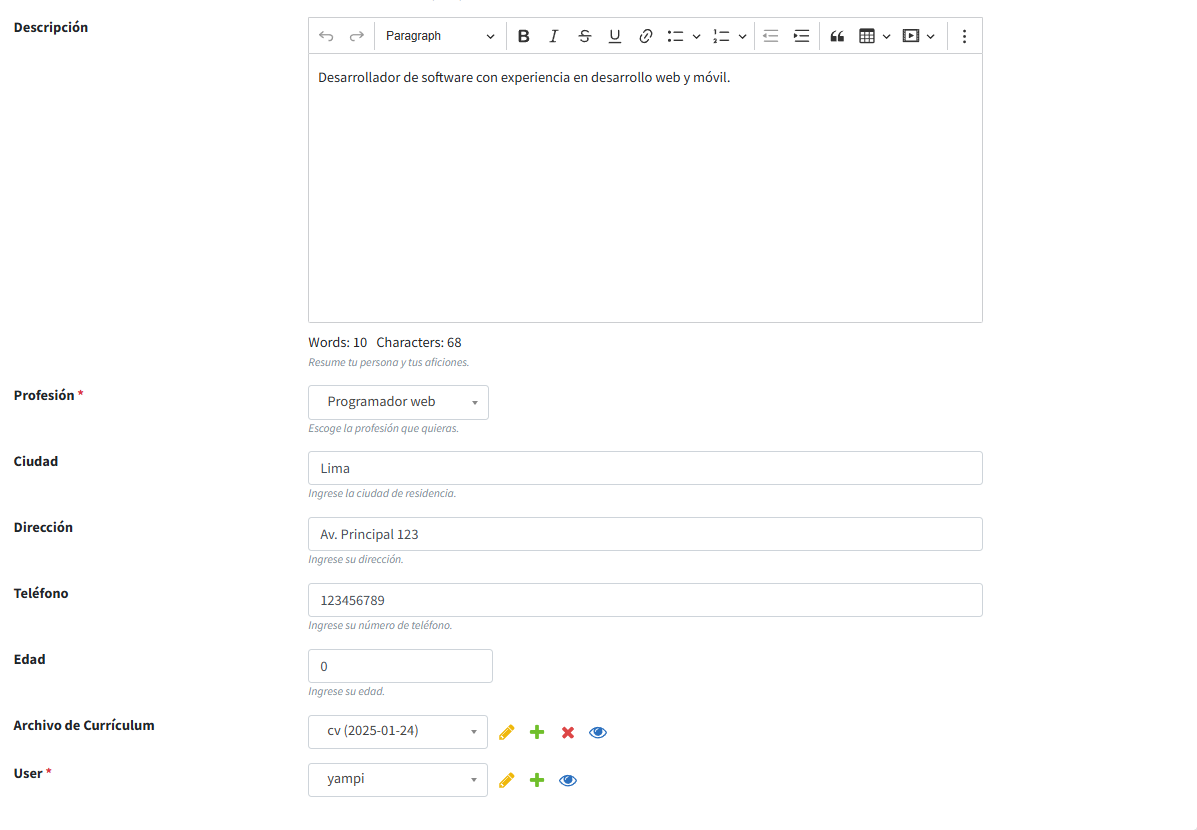 Descripción
Paragraph
Desarrollador de software con experiencia en desarrollo web y móvil.
Words: 10 Characters: 68
Resume tu persona y tus aficiones.
Profesión *
Programador web
Escoge la profesión que quieras.
Ciudad
Lima
Ingrese la ciudad de residencia.
Dirección
Av. Principal 123
Ingrese su dirección.
Teléfono
123456789
Ingrese su número de teléfono.
Edad
0
Ingrese su edad.
Archivo de Currículum
cv (2025-01-24)
User *
yampi